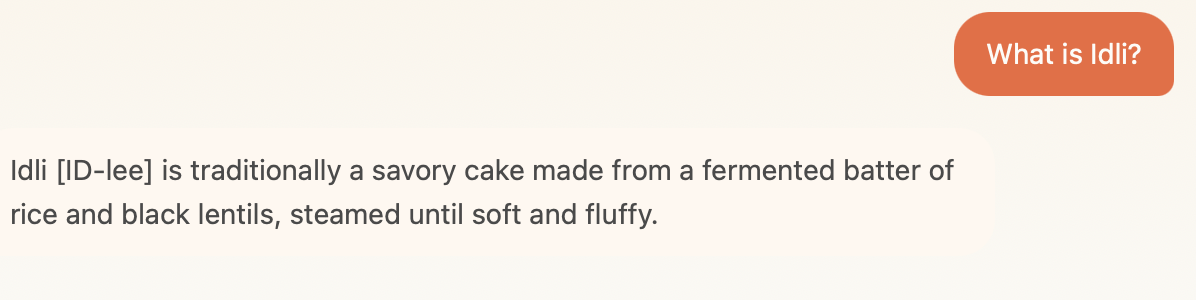 What is Idli?
Idli [ID-lee] is traditionally a savory cake made from a fermented batter of
rice and black lentils, steamed until soft and fluffy.